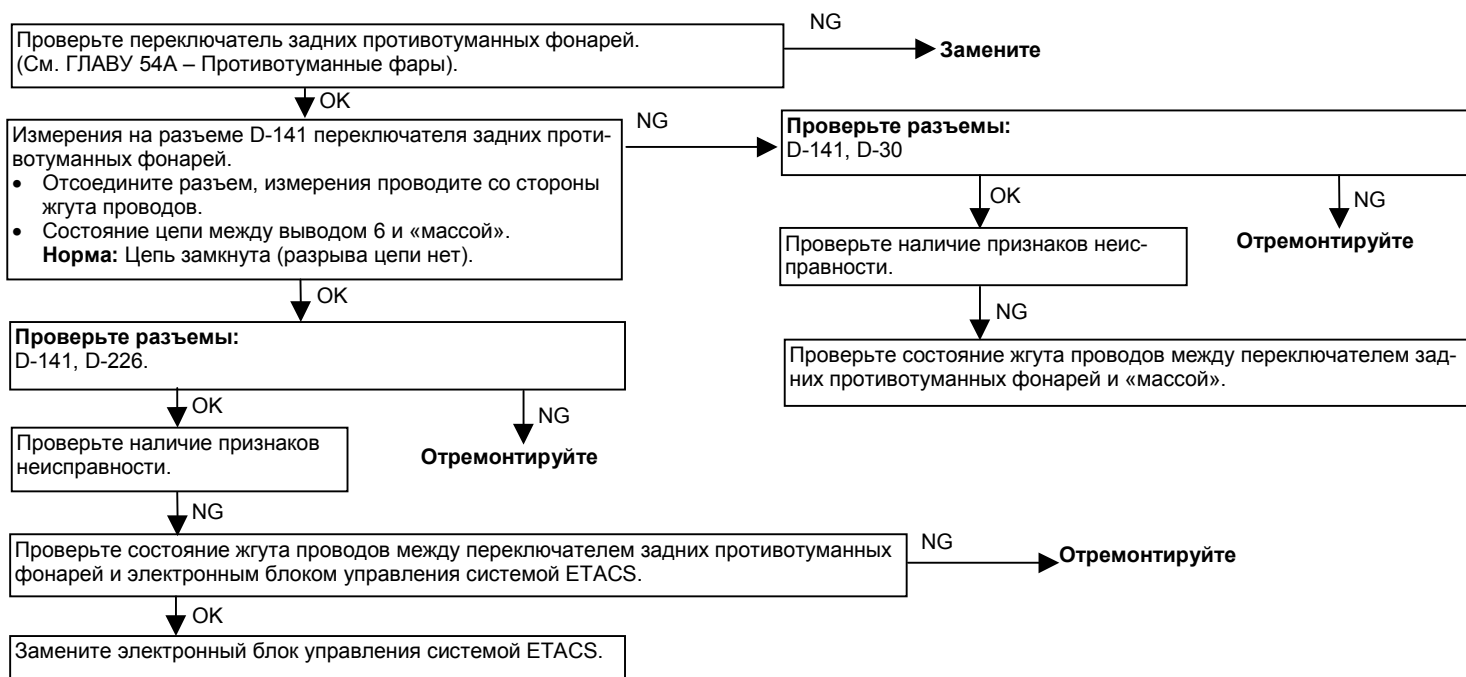 NG
Проверьте переключатель задних противотуманных фонарей.
(См. ГЛАВУ 54А – Противотуманные фары).
Замените
OK
Измерения на разъеме D-141 переключателя задних проти-
вотуманных фонарей.
• Отсоедините разъем, измерения проводите со стороны
жгута проводов.
• Состояние цепи между выводом 6 и «массой».
Норма: Цепь замкнута (разрыва цепи нет).
NG
Проверьте разъемы:
D-141, D-30
OK
NG
Проверьте наличие признаков неис-
правности.
Отремонтируйте
NG
Проверьте состояние жгута проводов между переключателем зад-
них противотуманных фонарей и «массой».
OK
Проверьте разъемы:
D-141, D-226.
OK
NG
Проверьте наличие признаков
неисправности.
Отремонтируйте
NG
Проверьте состояние жгута проводов между переключателем задних противотуманных
фонарей и электронным блоком управления системой ETACS.
NG
Отремонтируйте
OK
Замените электронный блок управления системой ETACS.